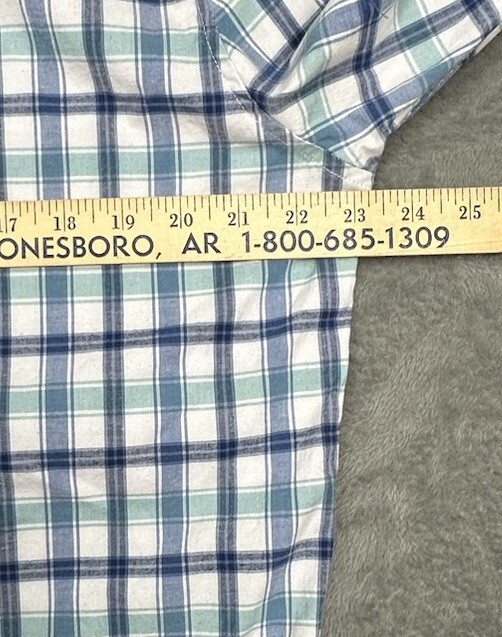 17 18 19 20 21 22 23 24 25
ONESBORO, AR 1-800-685-1309